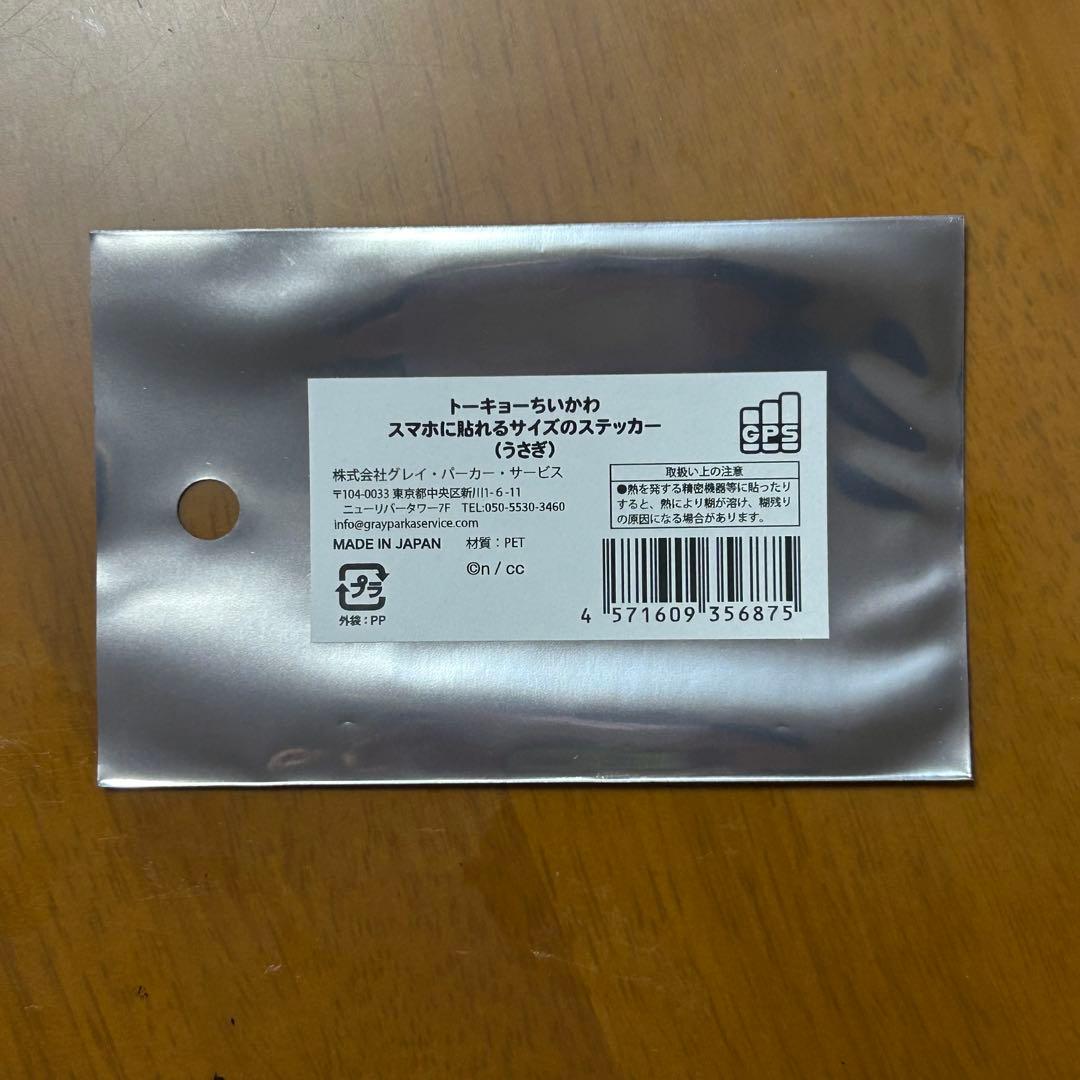 トーキョーちいかわ
スマホに貼れるサイズのステッカー
（うさぎ）
GPS
株式会社グレイ・パーカー・サービス
〒104-0033 東京都中央区新川1-6-11
ニューリバータワー7F TEL:050-5530-3460
info@grayparkaservice.com
MADE IN JAPAN 材質：PET
©n / cc
プラ
外袋：PP
取扱い上の注意
●熱を発する精密機器等に貼ったり
すると、熱により糊が溶け、糊残り
の原因になる場合があります。
4 571609 356875